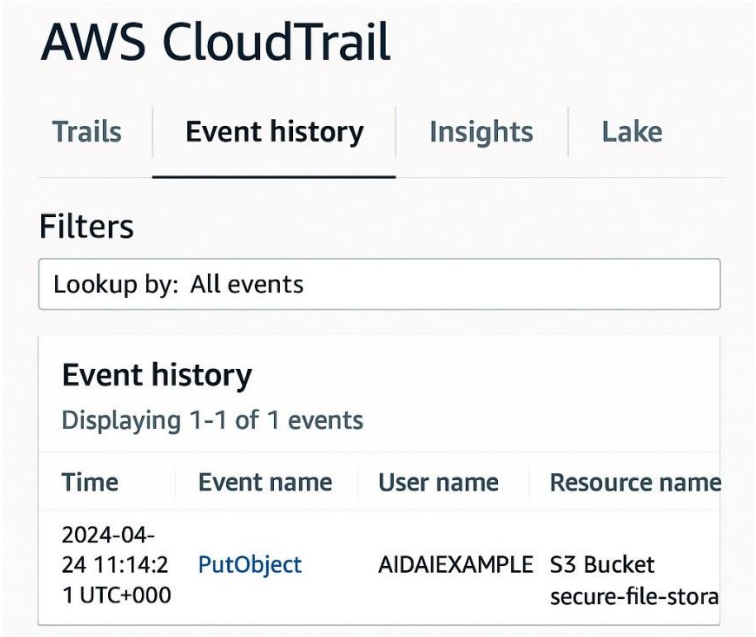 AWS CloudTrail
Trails Event history Insights Lake
Filters
Lookup by: All events
Event history
Displaying 1-1 of 1 events
Time Event name User name Resource name
2024-04-
24 11:14:2 PutObject AIDAIEXAMPLE S3 Bucket
1 UTC+000 secure-file-stora